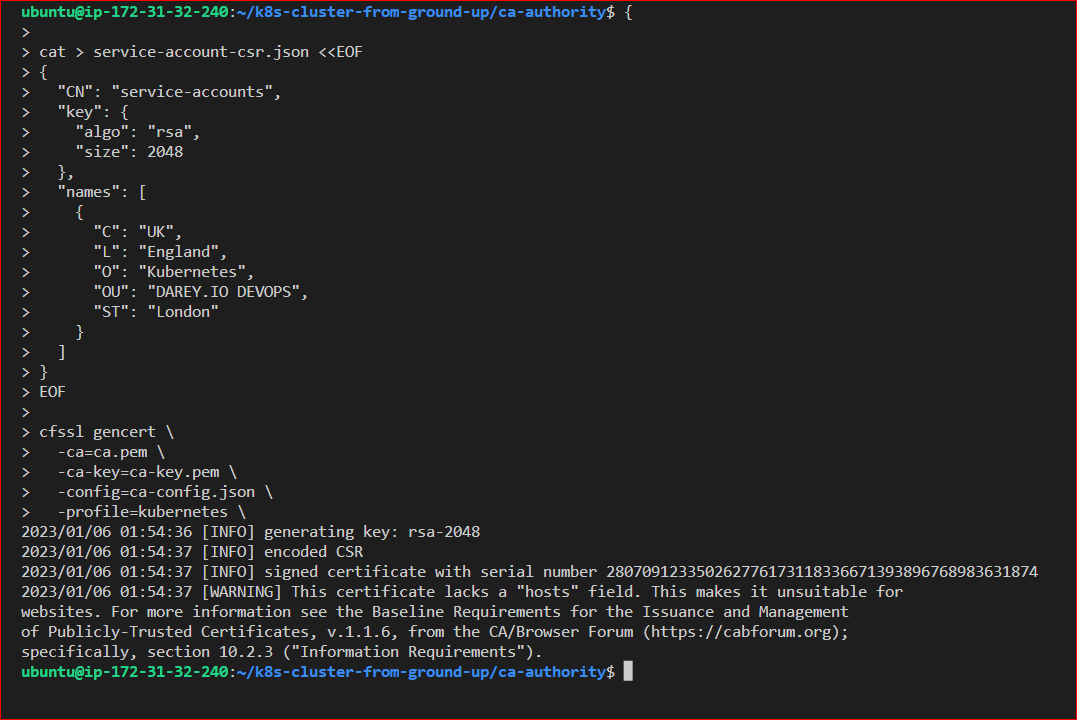 ubuntu@ip-172-31-32-240:~/k8s-cluster-from-ground-up/ca-authority$ {
>
> cat > service-account-csr.json <<EOF
> {
>   "CN": "service-accounts",
>   "key": {
>     "algo": "rsa",
>     "size": 2048
>   },
>   "names": [
>     {
>       "C": "UK",
>       "L": "England",
>       "O": "Kubernetes",
>       "OU": "DAREY.IO DEVOPS",
>       "ST": "London"
>     }
>   ]
> }
> EOF
>
> cfssl gencert \
>   -ca=ca.pem \
>   -ca-key=ca-key.pem \
>   -config=ca-config.json \
>   -profile=kubernetes \
2023/01/06 01:54:36 [INFO] generating key: rsa-2048
2023/01/06 01:54:37 [INFO] encoded CSR
2023/01/06 01:54:37 [INFO] signed certificate with serial number 280709123350262776173118336671393896768983631874
2023/01/06 01:54:37 [WARNING] This certificate lacks a "hosts" field. This makes it unsuitable for
websites. For more information see the Baseline Requirements for the Issuance and Management
of Publicly-Trusted Certificates, v.1.1.6, from the CA/Browser Forum (https://cabforum.org);
specifically, section 10.2.3 ("Information Requirements").
ubuntu@ip-172-31-32-240:~/k8s-cluster-from-ground-up/ca-authority$